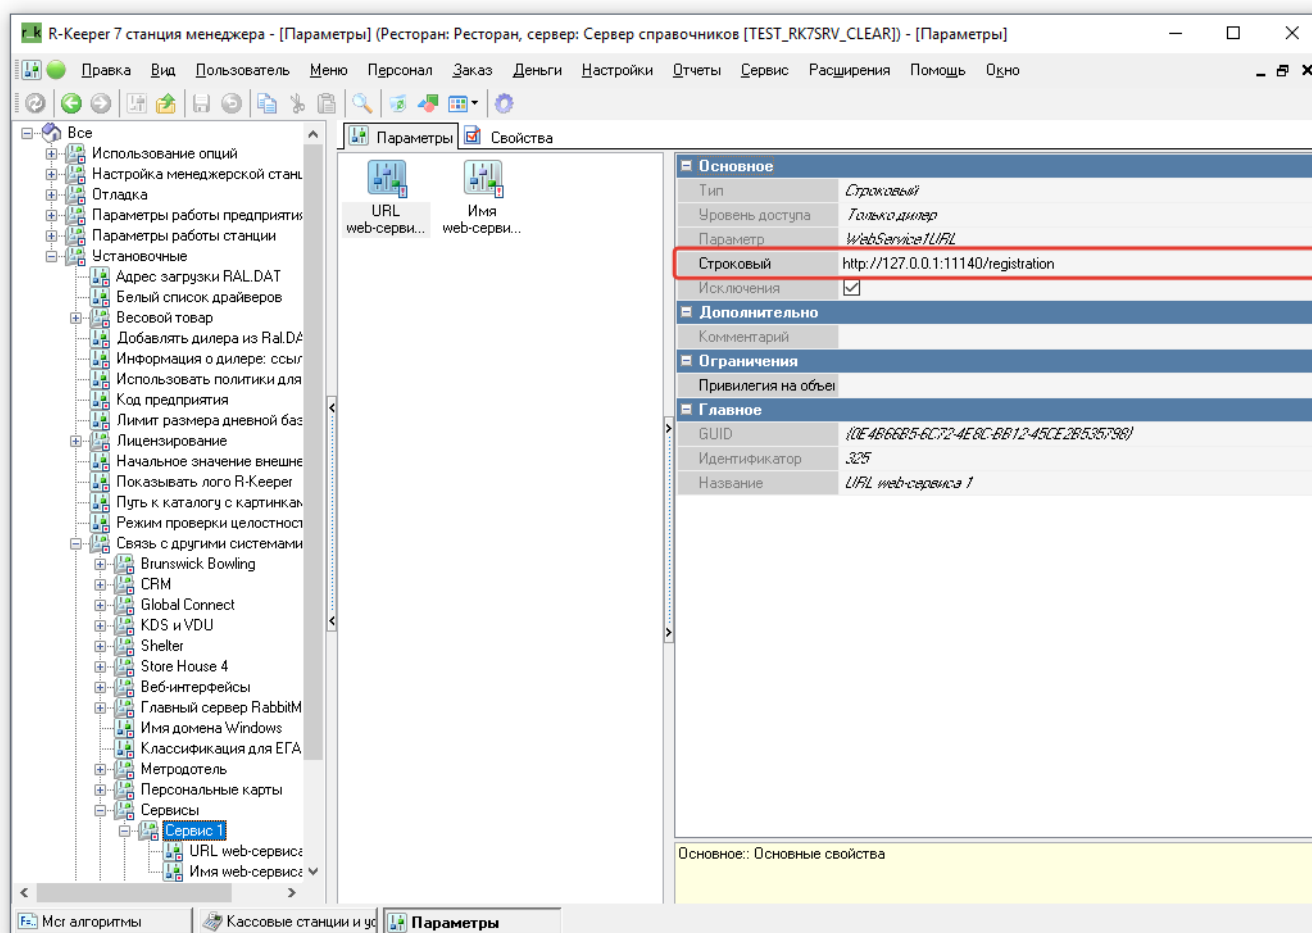 r_k R-Keeper 7 станция менеджера - [Параметры] (Ресторан: Ресторан, сервер: Сервер справочников [TEST_RK7SRV_CLEAR]) - [Параметры]
Правка Вид Пользователь Меню Персонал Заказ Деньги Настройки Отчеты Сервис Расширения Помощь Окно
Все
Использование опций
Настройка менеджерской станц
Отладка
Параметры работы предприятия
Параметры работы станции
Установочные
Адрес загрузки RAL.DAT
Белый список драйверов
Весовой товар
Добавлять дилера из Ral.DA
Информация о дилере: ссыл
Использовать политики для
Код предприятия
Лимит размера дневной баз
Лицензирование
Начальное значение внешне
Показывать лого R-Keeper
Путь к каталогу с картинкам
Режим проверки целостност
Связь с другими системами
Brunswick Bowling
CRM
Global Connect
KDS и VDU
Shelter
Store House 4
Веб-интерфейсы
Главный сервер RabbitM
Имя домена Windows
Классификация для ЕГА
Метродотель
Персональные карты
Сервисы
Сервис 1
URL web-сервиса
Имя web-сервиса
Параметры Свойства
URL web-серви...
Имя web-серви...
Основное
Тип Строковый
Уровень доступа Только дилер
Параметр WebService1URL
Строковый http://127.0.0.1:11140/registration
Исключения
Дополнительно
Комментарий
Ограничения
Привилегия на объек
Главное
GUID {0E4B66B5-6C72-4E8C-BB12-45CE2B535798}
Идентификатор 325
Название URL web-сервиса 1
Основное:: Основные свойства
Мсг алгоритмы Кассовые станции и ус Параметры